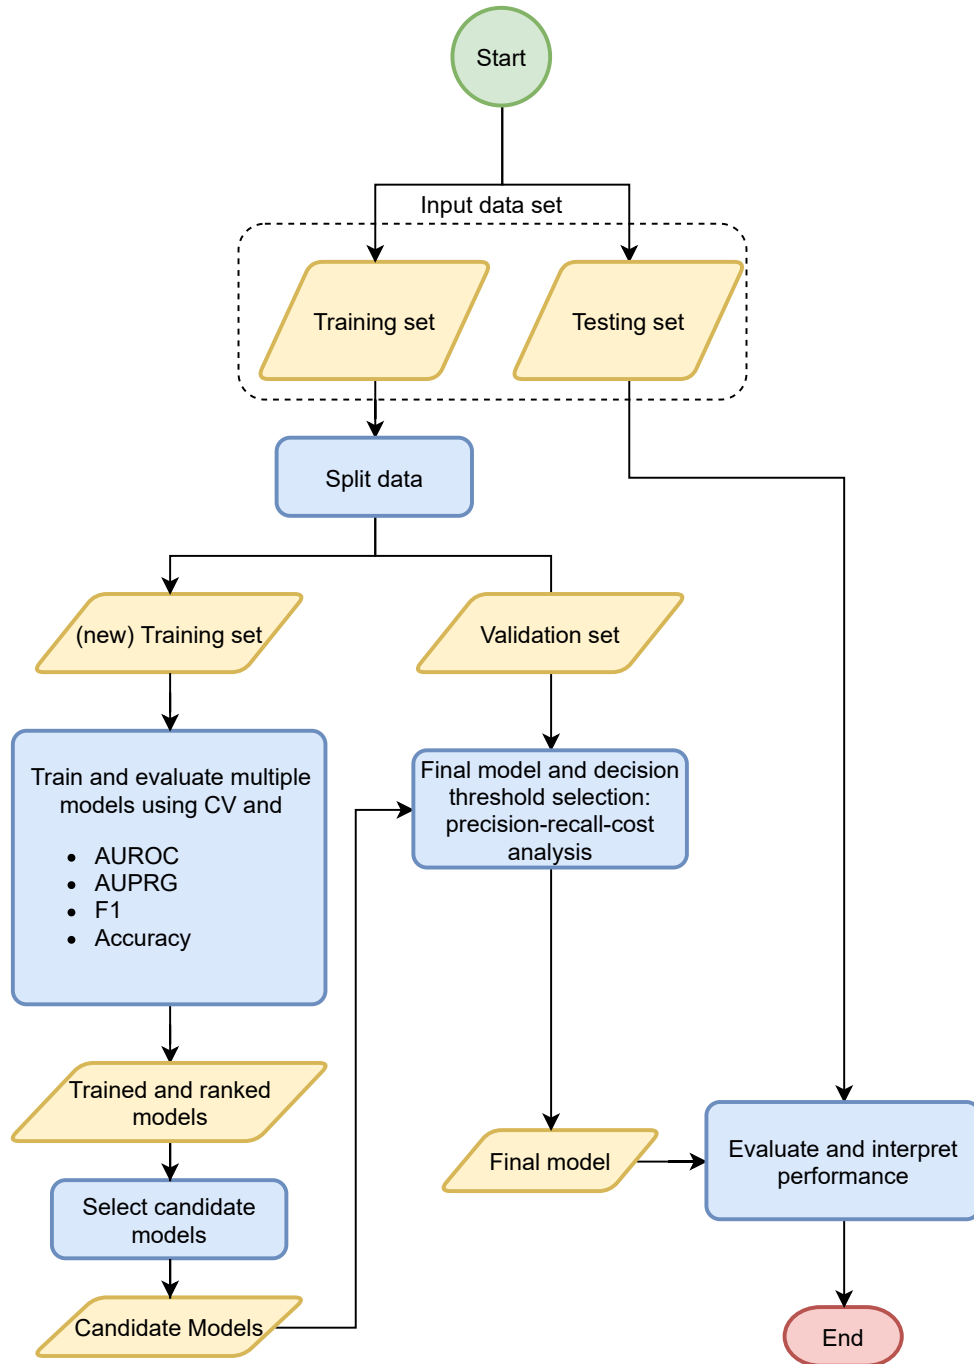 Start
Input data set
Training set
Testing set
Split data
(new) Training set
Validation set
Train and evaluate multiple
models using CV and
• AUROC
• AUPRG
• F1
• Accuracy
Final model and decision
threshold selection:
precision-recall-cost
analysis
Trained and ranked
models
Select candidate
models
Candidate Models
Final model
Evaluate and interpret
performance
End